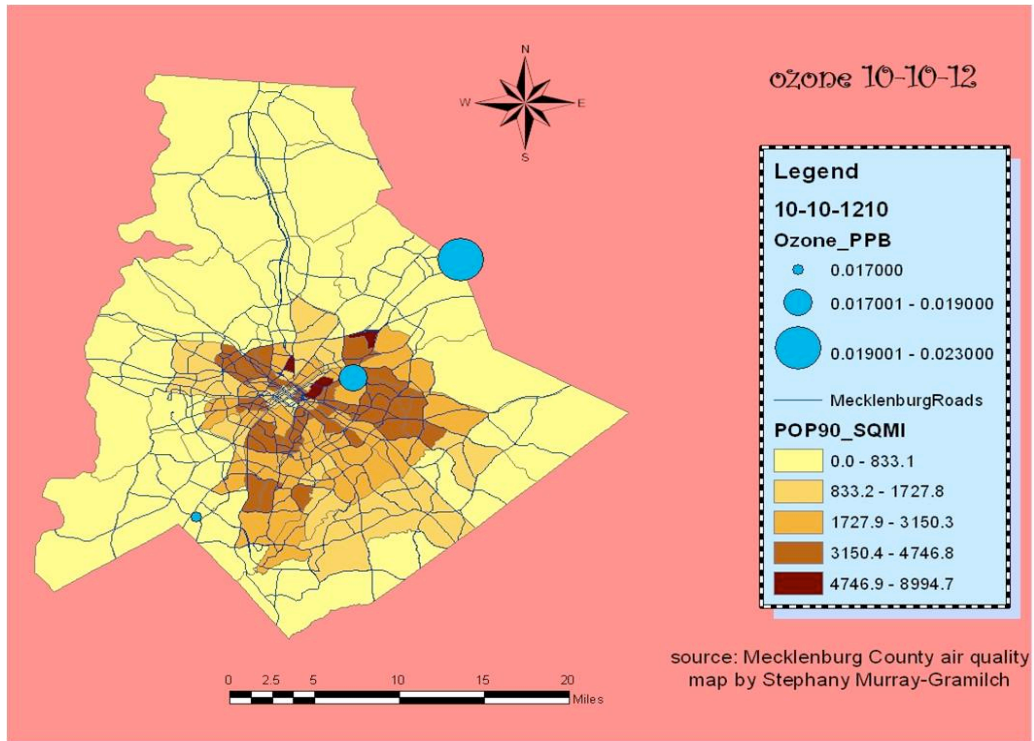 ozone 10-10-12
N
W E
S
Legend
10-10-1210
Ozone_PPB
0.017000
0.017001 - 0.019000
0.019001 - 0.023000
MecklenburgRoads
POP90_SQMI
0.0 - 833.1
833.2 - 1727.8
1727.9 - 3150.3
3150.4 - 4746.8
4746.9 - 8994.7
source: Mecklenburg County air quality
map by Stephany Murray-Gramilch
0 2.5 5 10 15 20
Miles